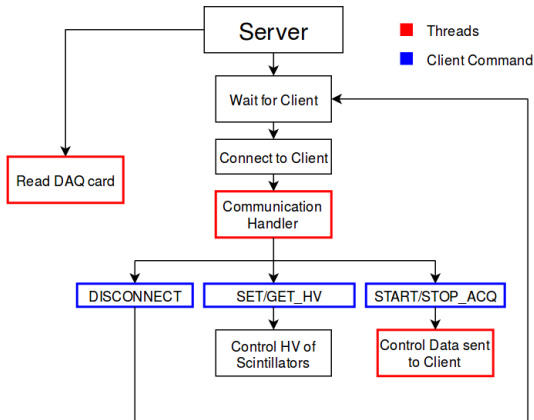 Server
Threads
Client Command
Wait for Client
Connect to Client
Read DAQ card
Communication
Handler
DISCONNECT
SET/GET_HV
START/STOP_ACQ
Control HV of
Scintillators
Control Data sent
to Client